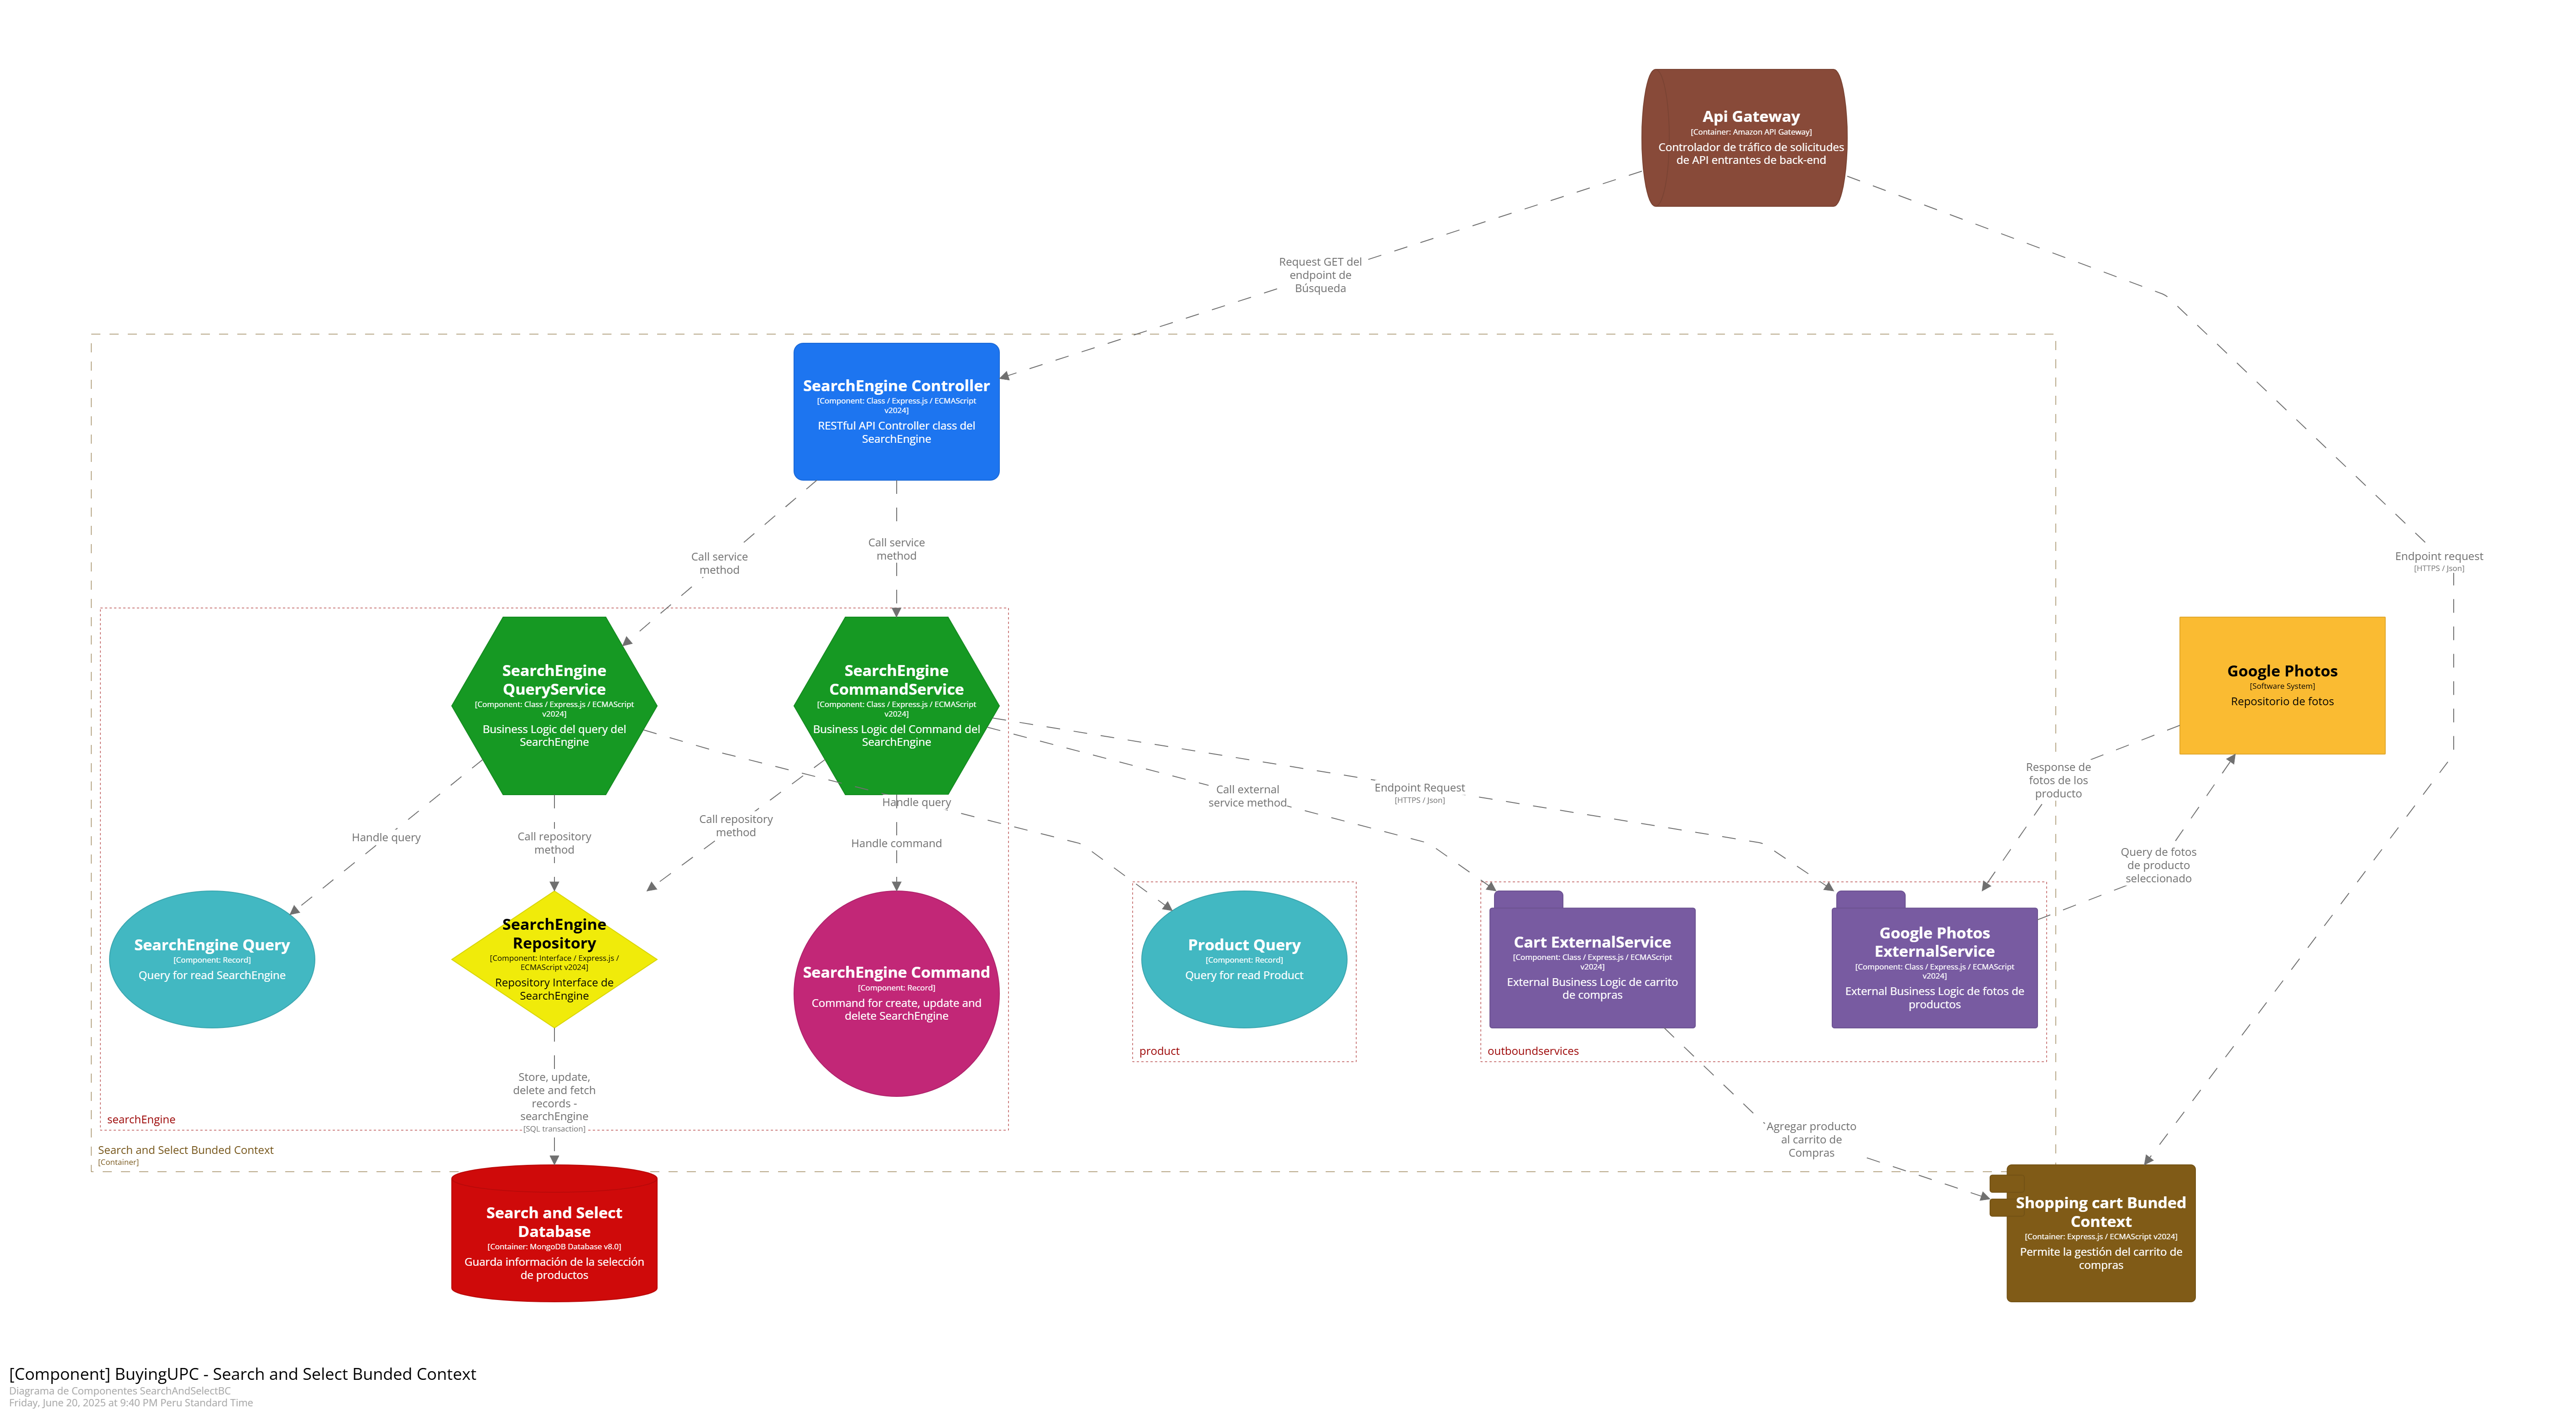 Api Gateway
[Container: Amazon API Gateway]
Controlador de tráfico de solicitudes
de API entrantes de back-end
Request GET del
endpoint de
Búsqueda
SearchEngine Controller
[Component: Class / Express.js / ECMAScript
v2024]
RESTful API Controller class del
SearchEngine
Call service
method
Call service
method
Endpoint request
[HTTPS / Json]
SearchEngine
QueryService
[Component: Class / Express.js / ECMAScript
v2024]
Business Logic del query del
SearchEngine
SearchEngine
CommandService
[Component: Class / Express.js / ECMAScript
v2024]
Business Logic del Command del
SearchEngine
Google Photos
[Software System]
Repositorio de fotos
Response de
fotos de los
producto
Call external
service method
Endpoint Request
[HTTPS / Json]
Handle query
Call repository
method
Call repository
method
Handle query
Handle command
Query de fotos
de producto
seleccionado
SearchEngine Query
[Component: Record]
Query for read SearchEngine
SearchEngine
Repository
[Component: Interface / Express.js /
ECMAScript v2024]
Repository Interface de
SearchEngine
SearchEngine Command
[Component: Record]
Command for create, update and
delete SearchEngine
Product Query
[Component: Record]
Query for read Product
Cart ExternalService
[Component: Class / Express.js / ECMAScript
v2024]
External Business Logic de carrito
de compras
Google Photos
ExternalService
[Component: Class / Express.js / ECMAScript
v2024]
External Business Logic de fotos de
productos
product
outboundservices
Store, update,
delete and fetch
records -
searchEngine
[SQL transaction]
searchEngine
Agregar producto
al carrito de
Compras
Search and Select Bunded Context
[Container]
Search and Select
Database
[Container: MongoDB Database v8.0]
Guarda información de la selección
de productos
Shopping cart Bunded
Context
[Container: Express.js / ECMAScript v2024]
Permite la gestión del carrito de
compras
[Component] BuyingUPC - Search and Select Bunded Context
Diagrama de Componentes SearchAndSelectBC
Friday, June 20, 2025 at 9:40 PM Peru Standard Time